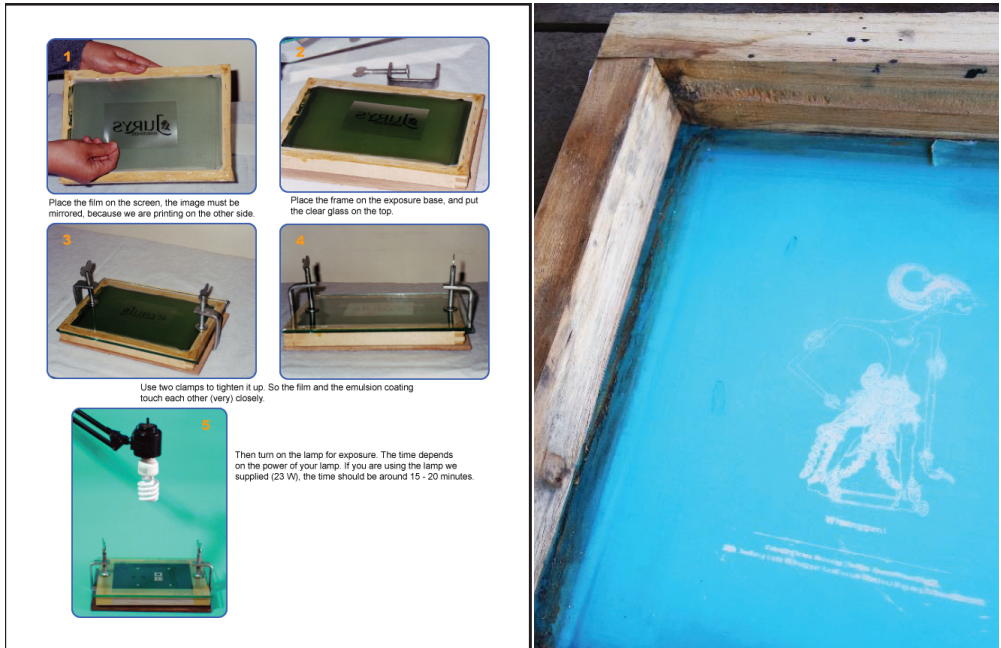 1
JURYS
2
Place the film on the screen, the image must be
mirrored, because we are printing on the other side.
Place the frame on the exposure base, and put
the clear glass on the top.
3
4
Use two clamps to tighten it up. So the film and the emulsion coating
touch each other (very) closely.
5
Then turn on the lamp for exposure. The time depends
on the power of your lamp. If you are using the lamp we
supplied (23 W), the time should be around 15 - 20 minutes.